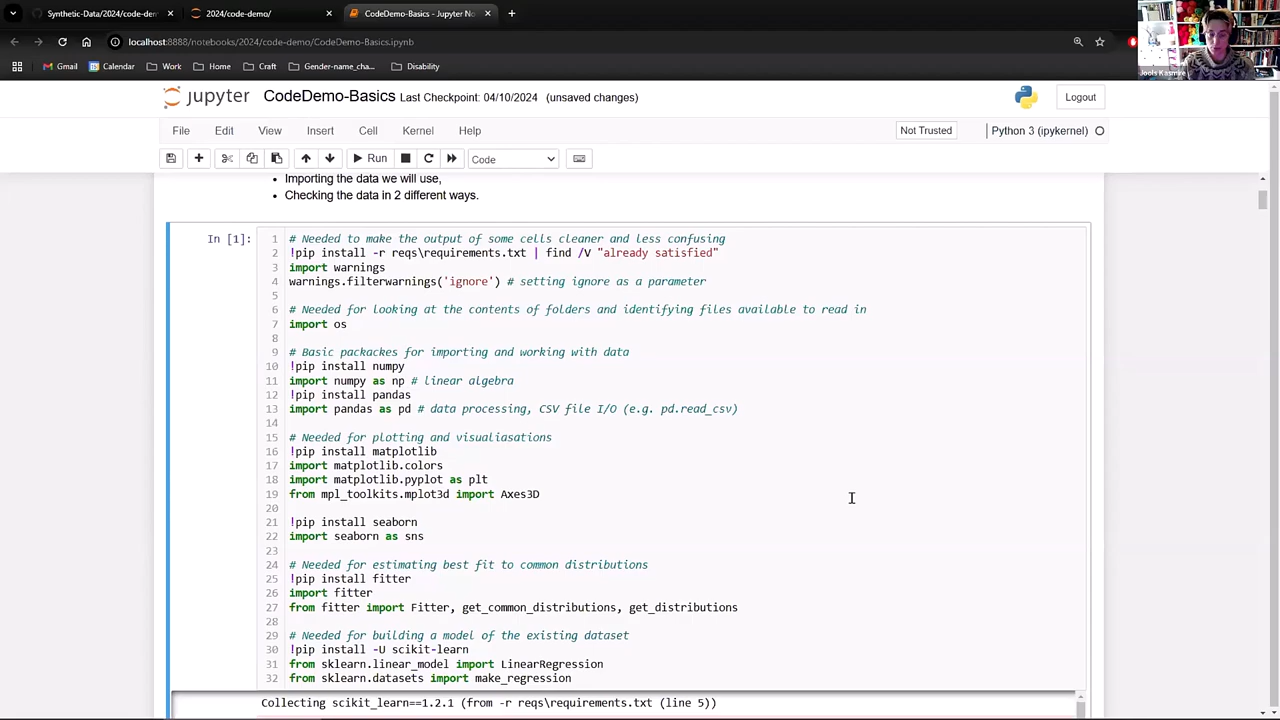 Synthetic-Data/2024/code-den
2024/code-demo/
CodeDemo-Basics - Jupyter No
localhost:8888/notebooks/2024/code-demo/CodeDemo-Basics.ipynb
Gmail
Calendar
Work
Home
Craft
Gender-name_cha...
Disability
Jools Kasmire
jupyter
CodeDemo-Basics Last Checkpoint: 04/10/2024 (unsaved changes)
Logout
File Edit View Insert Cell Kernel Help
Not Trusted
Python 3 (ipykernel)
Run
Code
• Importing the data we will use,
• Checking the data in 2 different ways.
In [1]:
1 # Needed to make the output of some cells cleaner and less confusing
2 !pip install -r reqs\requirements.txt | find /V "already satisfied"
3 import warnings
4 warnings.filterwarnings('ignore') # setting ignore as a parameter
5
6 # Needed for looking at the contents of folders and identifying files available to read in
7 import os
8
9 # Basic packackes for importing and working with data
10 !pip install numpy
11 import numpy as np # linear algebra
12 !pip install pandas
13 import pandas as pd # data processing, CSV file I/O (e.g. pd.read_csv)
14
15 # Needed for plotting and visualiasations
16 !pip install matplotlib
17 import matplotlib.colors
18 import matplotlib.pyplot as plt
19 from mpl_toolkits.mplot3d import Axes3D
20
21 !pip install seaborn
22 import seaborn as sns
23
24 # Needed for estimating best fit to common distributions
25 !pip install fitter
26 import fitter
27 from fitter import Fitter, get_common_distributions, get_distributions
28
29 # Needed for building a model of the existing dataset
30 !pip install -U scikit-learn
31 from sklearn.linear_model import LinearRegression
32 from sklearn.datasets import make_regression
Collecting scikit_learn==1.2.1 (from -r reqs\requirements.txt (line 5))